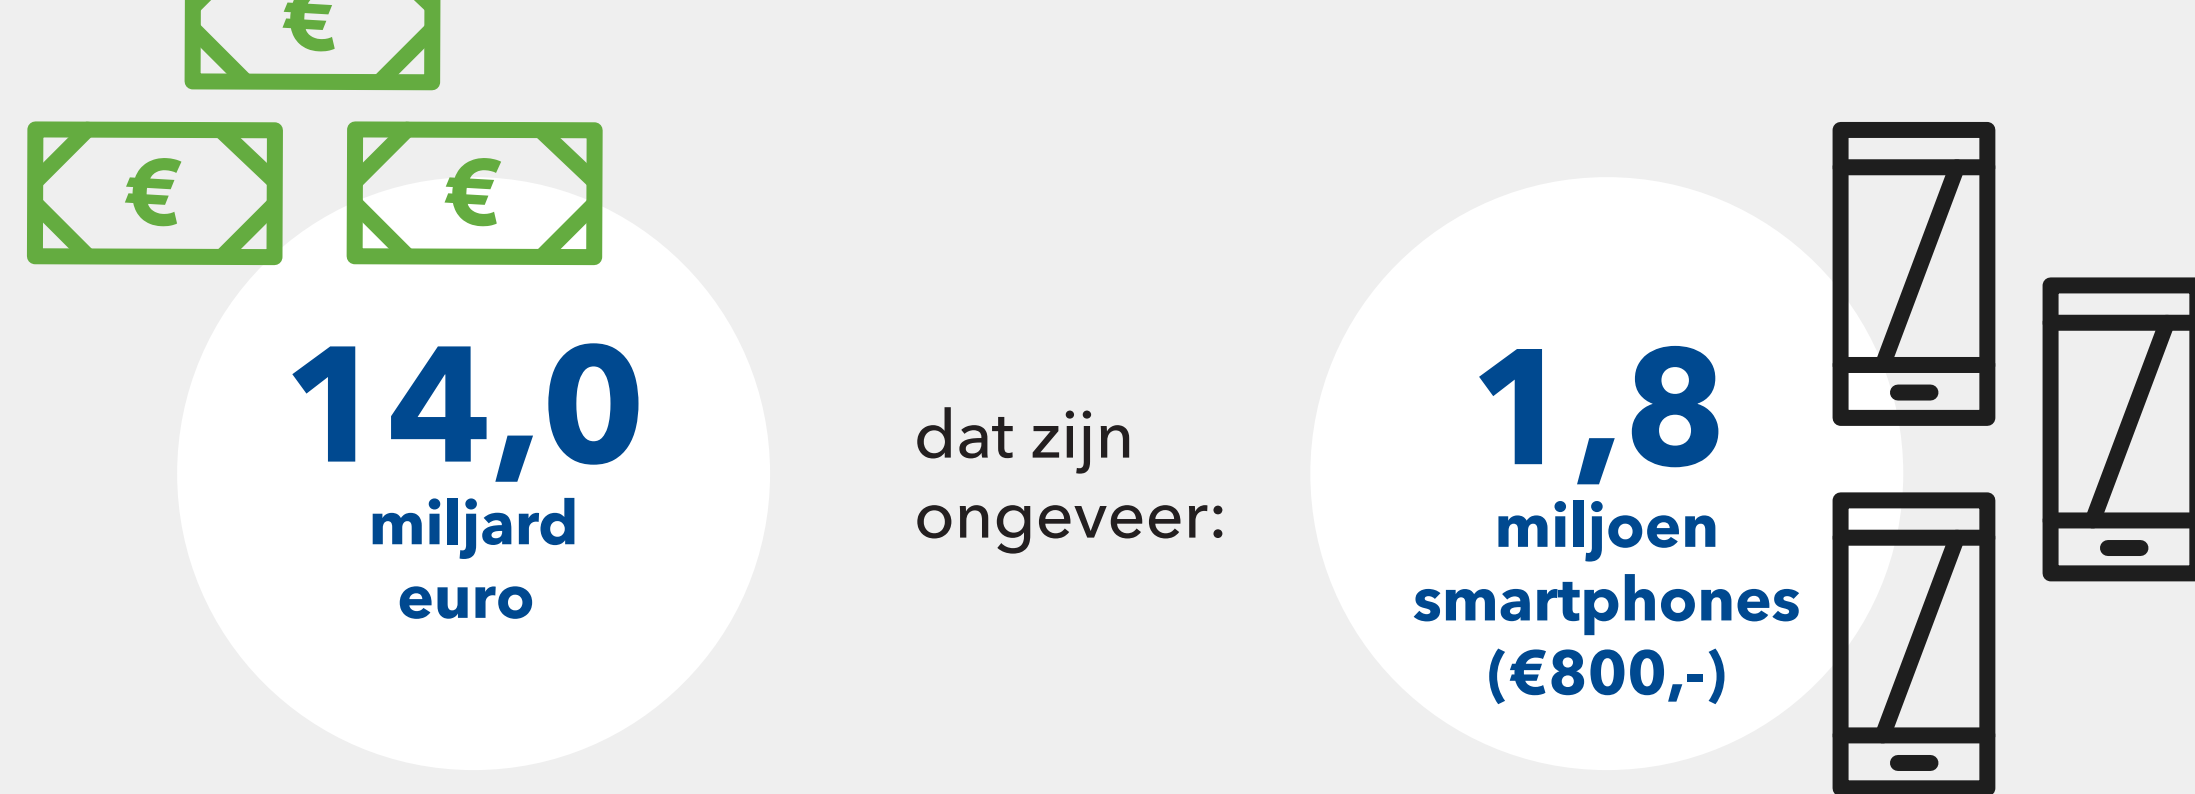 €
€ €
14,0
miljard
euro
dat zijn
ongeveer:
1,8
miljoen
smartphones
(€800,-)